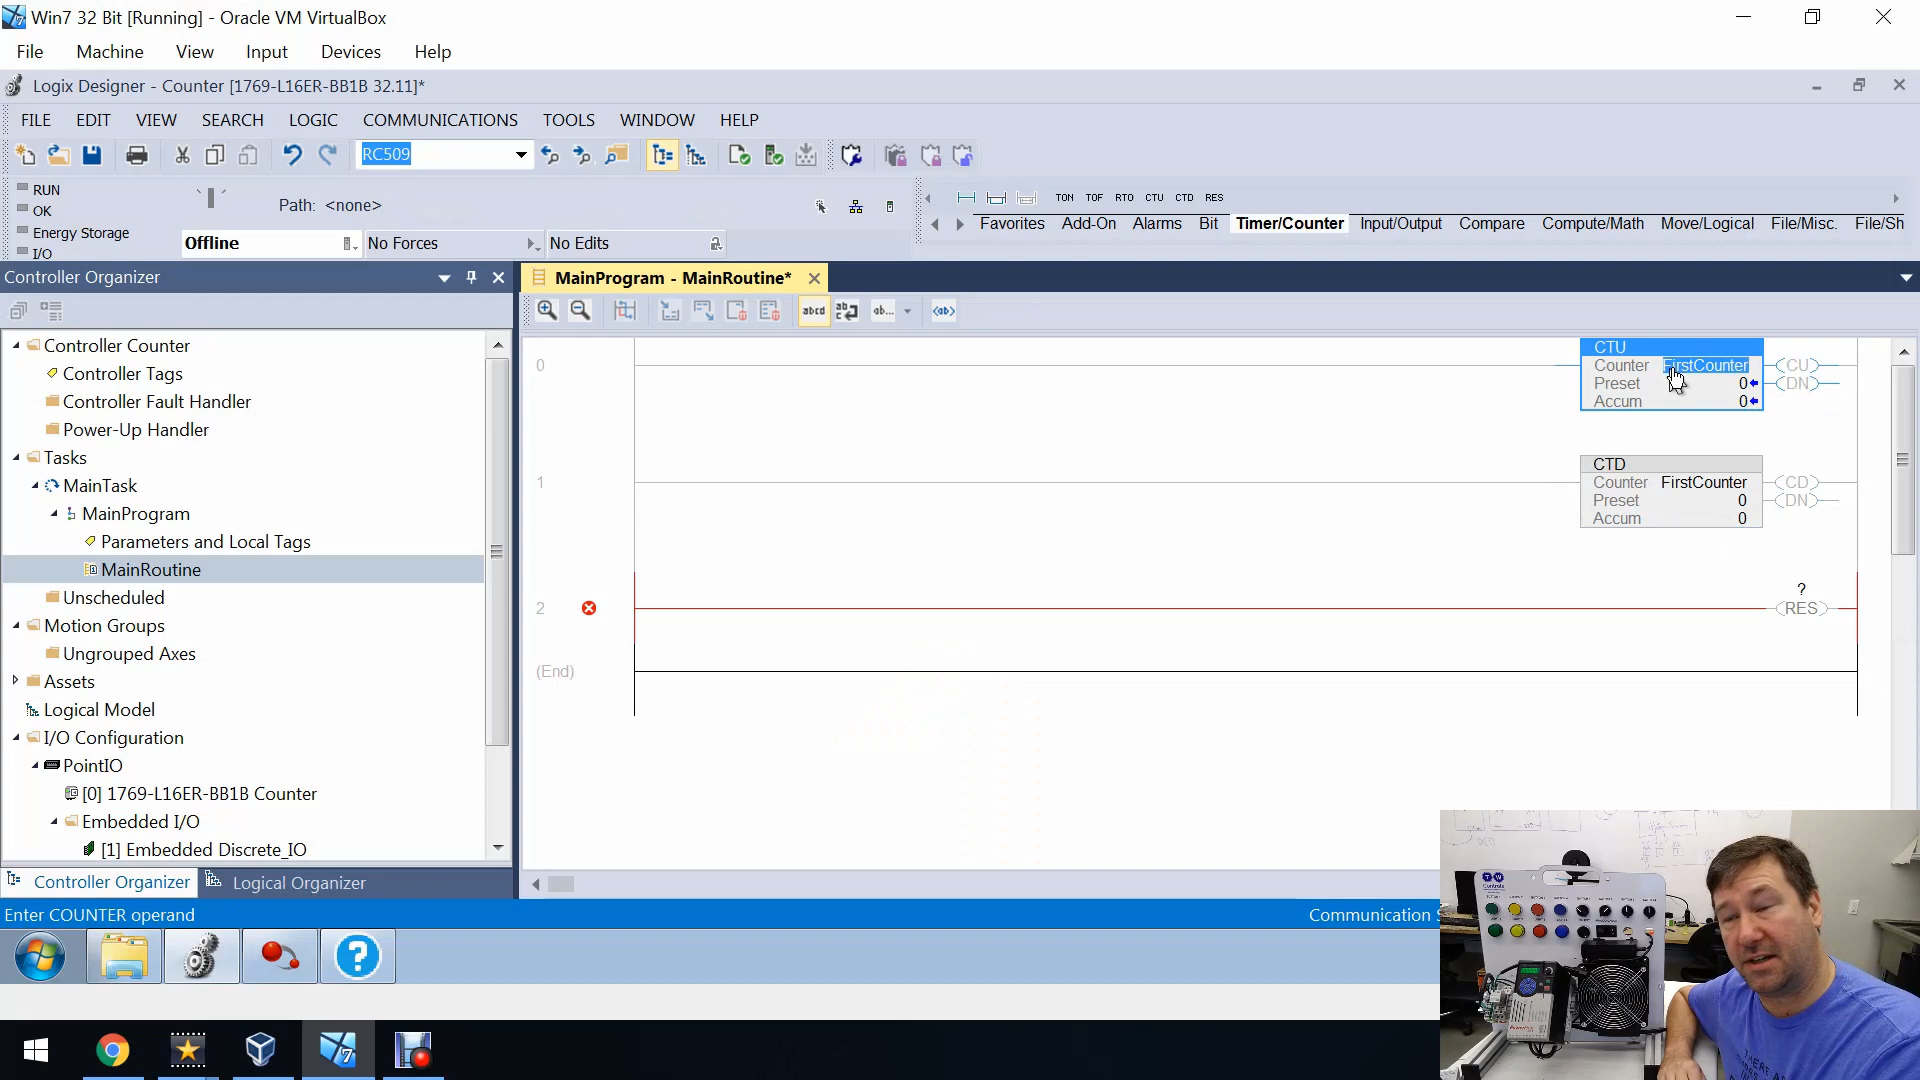 Win7 32 Bit [Running] - Oracle VM VirtualBox
File Machine View Input Devices Help
Logix Designer - Counter [1769-L16ER-BB1B 32.11]*
FILE EDIT VIEW SEARCH LOGIC COMMUNICATIONS TOOLS WINDOW HELP
RC509
RUN
OK
Energy Storage
I/O
Path: <none>
Offline
No Forces
No Edits
TON TOF RTO CTU CTD RES
Favorites Add-On Alarms Bit Timer/Counter Input/Output Compare Compute/Math Move/Logical File/Misc. File/Sh
Controller Organizer
MainProgram - MainRoutine*
abcd
ab
c
ab...
<ab>
Controller Counter
Controller Tags
Controller Fault Handler
Power-Up Handler
Tasks
MainTask
MainProgram
Parameters and Local Tags
MainRoutine
Unscheduled
Motion Groups
Ungrouped Axes
Assets
Logical Model
I/O Configuration
PointIO
[0] 1769-L16ER-BB1B Counter
Embedded I/O
[1] Embedded Discrete_IO
0
CTU
Counter FirstCounter
Preset 0
Accum 0
CU
DN
1
CTD
Counter FirstCounter
Preset 0
Accum 0
CD
DN
2
?
RES
(End)
Controller Organizer
Logical Organizer
Enter COUNTER operand
Communication S
TW
Controls